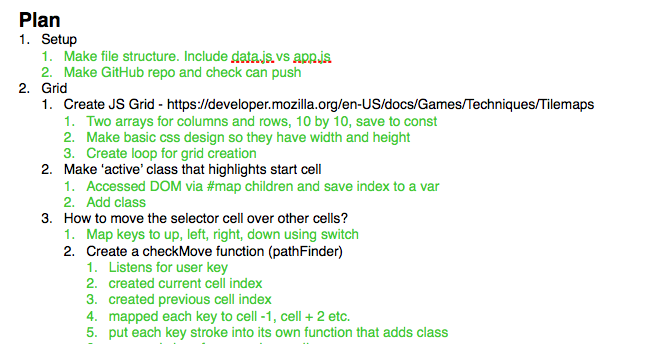 Plan
1. Setup
1. Make file structure. Include data.js vs app.js
2. Make GitHub repo and check can push
2. Grid
1. Create JS Grid - https://developer.mozilla.org/en-US/docs/Games/Techniques/Tilemaps
1. Two arrays for columns and rows, 10 by 10, save to const
2. Make basic css design so they have width and height
3. Create loop for grid creation
2. Make ‘active’ class that highlights start cell
1. Accessed DOM via #map children and save index to a var
2. Add class
3. How to move the selector cell over other cells?
1. Map keys to up, left, right, down using switch
2. Create a checkMove function (pathFinder)
1. Listens for user key
2. created current cell index
3. created previous cell index
4. mapped each key to cell -1, cell + 2 etc.
5. put each key stroke into its own function that adds class